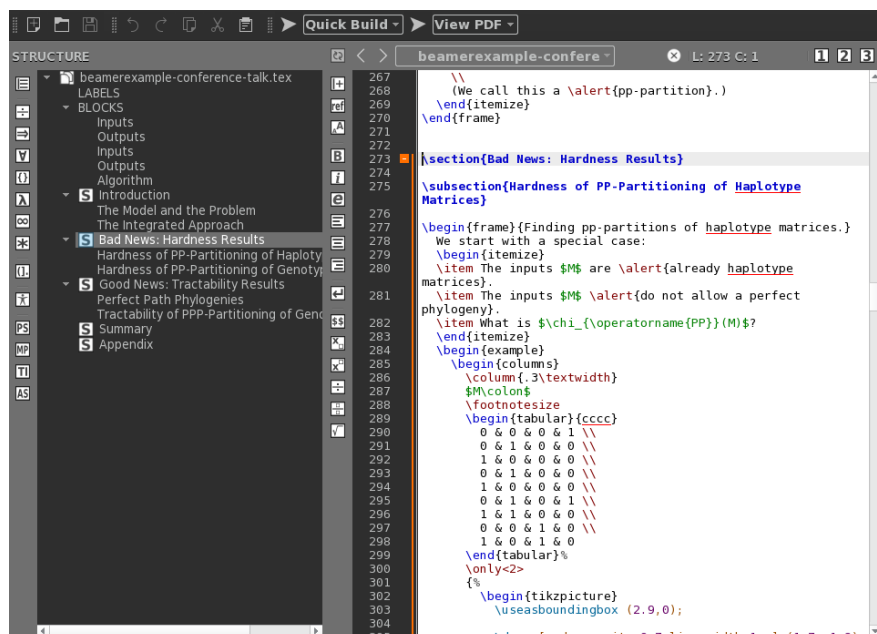 Quick Build
View PDF
STRUCTURE
beamerexample-confere
L: 273 C: 1
1 2 3
beamerexample-conference-talk.tex
LABELS
BLOCKS
Inputs
Outputs
Inputs
Outputs
Algorithm
S Introduction
The Model and the Problem
The Integrated Approach
S Bad News: Hardness Results
Hardness of PP-Partitioning of Haploty
Hardness of PP-Partitioning of Genotyp
S Good News: Tractability Results
Perfect Path Phylogenies
Tractability of PPP-Partitioning of Geno
S Summary
S Appendix
PS
MP
TI
AS
ref
B
i
e
$$
267 \\
268 (We call this a \alert{pp-partition}.)
269 \end{itemize}
270 \end{frame}
271
272
273 \section{Bad News: Hardness Results}
274
275 \subsection{Hardness of PP-Partitioning of Haplotype
Matrices}
276
277 \begin{frame}{Finding pp-partitions of haplotype matrices.}
278 We start with a special case:
279 \begin{itemize}
280 \item The inputs $M$ are \alert{already haplotype
matrices}.
281 \item The inputs $M$ \alert{do not allow a perfect
phylogeny}.
282 \item What is $\chi_{\operatorname{PP}}(M)$?
283 \end{itemize}
284 \begin{example}
285 \begin{columns}
286 \column{.3\textwidth}
287 $M\colon$
288 \footnotesize
289 \begin{tabular}{cccc}
290 0 & 0 & 0 & 1 \\
291 0 & 1 & 0 & 0 \\
292 1 & 0 & 0 & 0 \\
293 0 & 1 & 0 & 0 \\
294 1 & 0 & 0 & 0 \\
295 0 & 1 & 0 & 1 \\
296 1 & 1 & 0 & 0 \\
297 0 & 0 & 1 & 0 \\
298 1 & 0 & 1 & 0
299 \end{tabular}%
300 \only<2>
301 {%
302 \begin{tikzpicture}
303 \useasboundingbox (2.9,0);
304